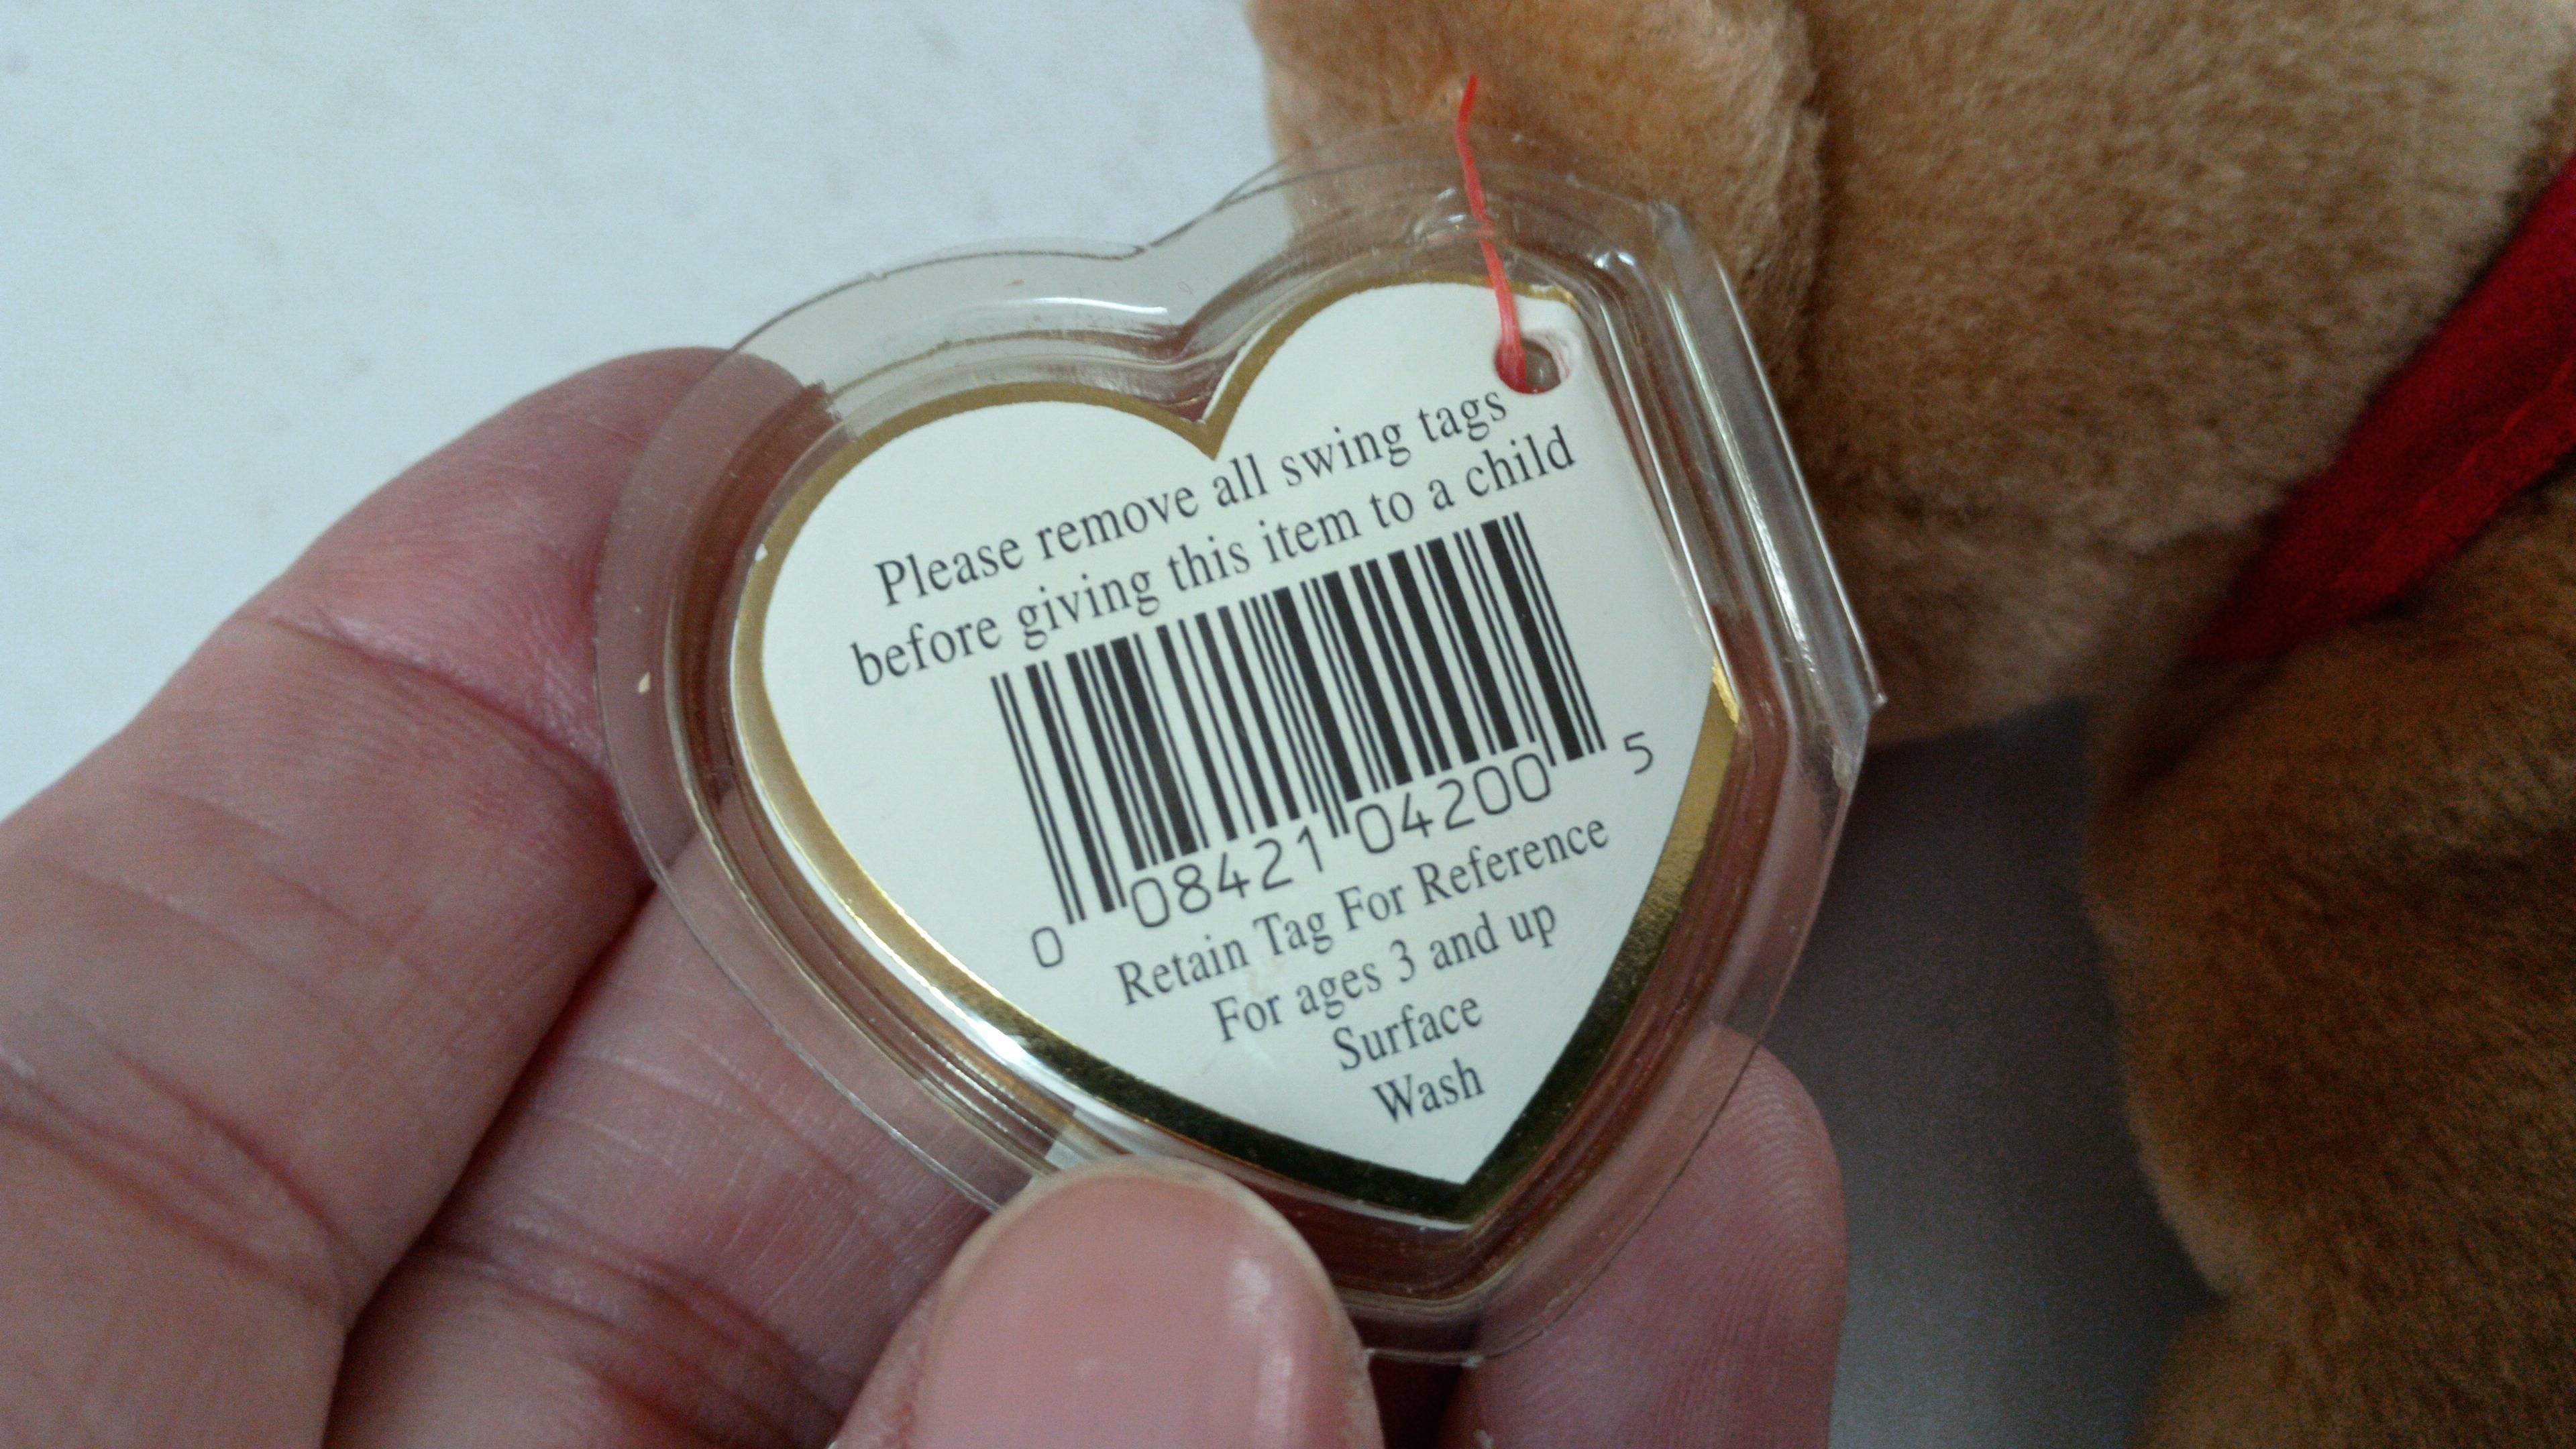 Please remove all swing tags
before giving this item to a child
0 08421 04200 5
Retain Tag For Reference
For ages 3 and up
Surface
Wash